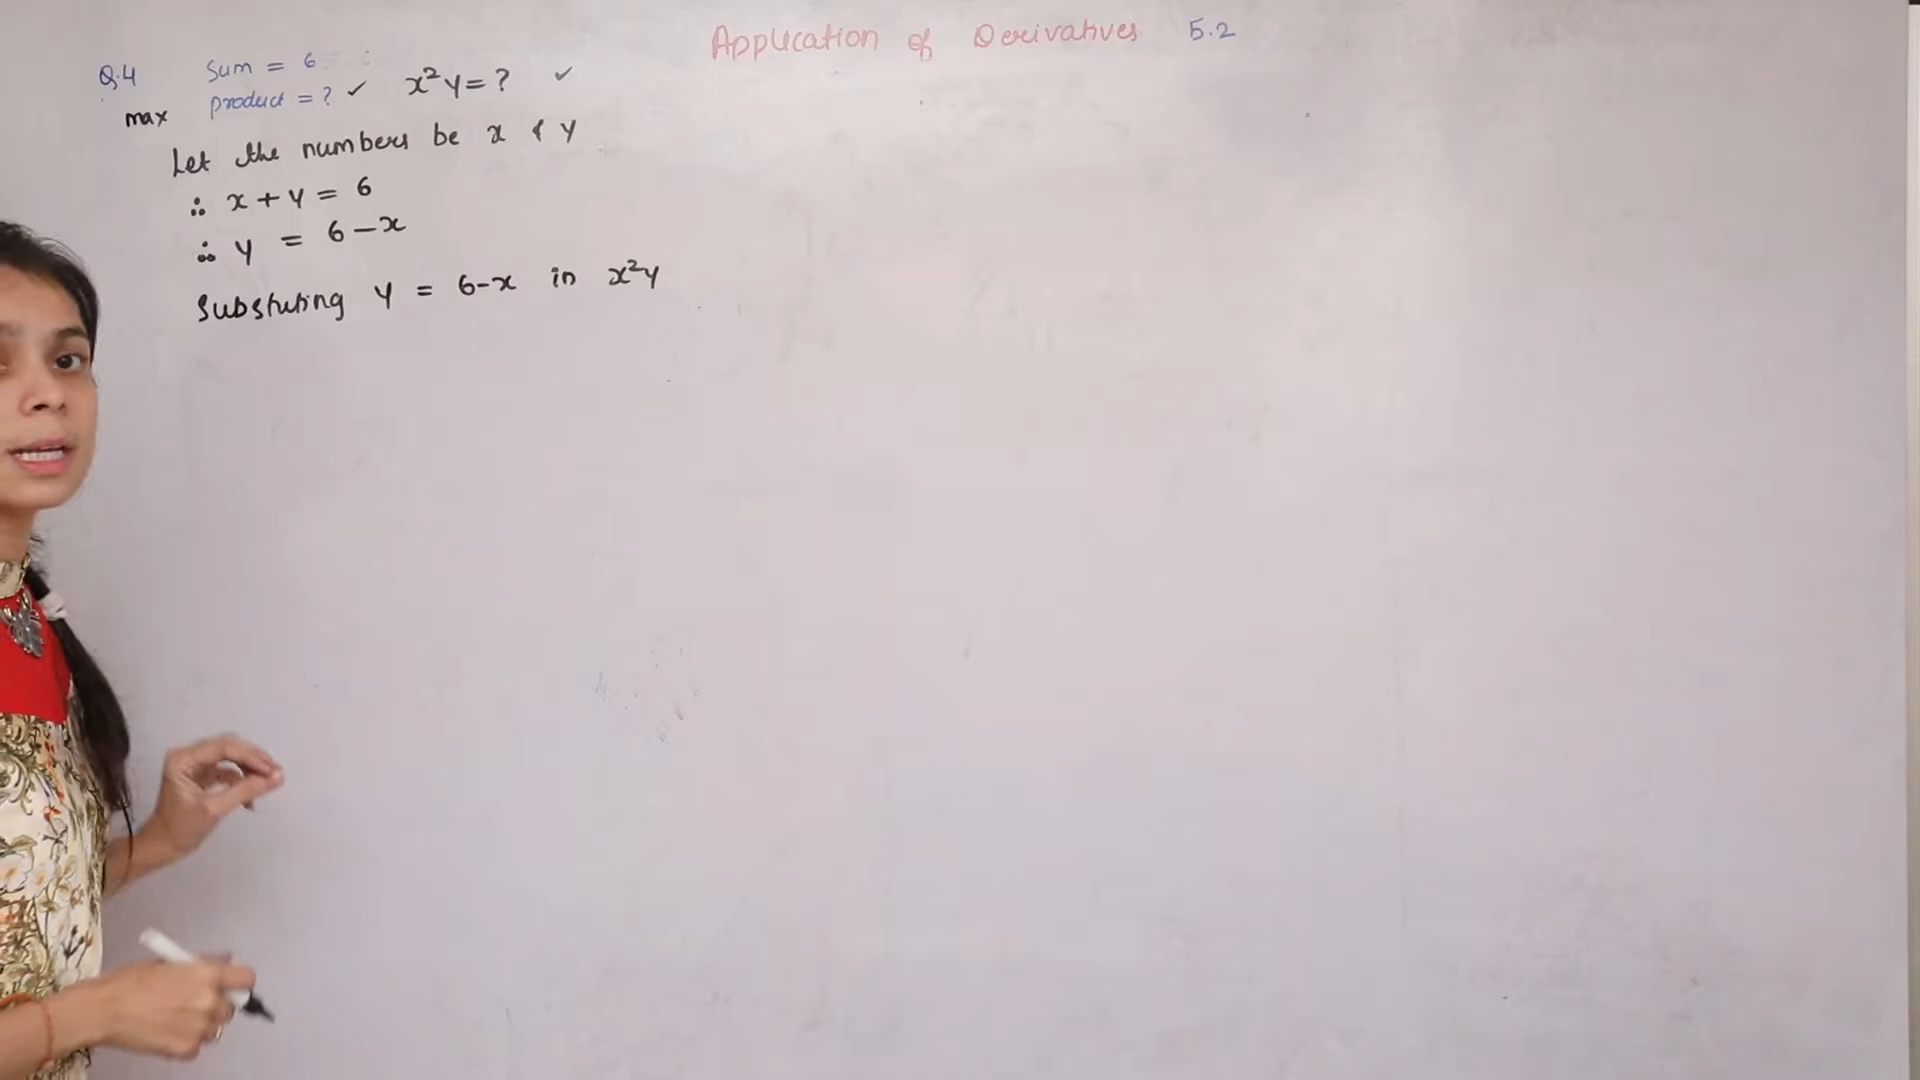 Application of Derivatives 5.2
Q.4 Sum = 6
product = ? ✓ x²y = ? ✓
max
Let the numbers be x & y
∴ x + y = 6
∴ y = 6 - x
Substuting y = 6-x in x²y